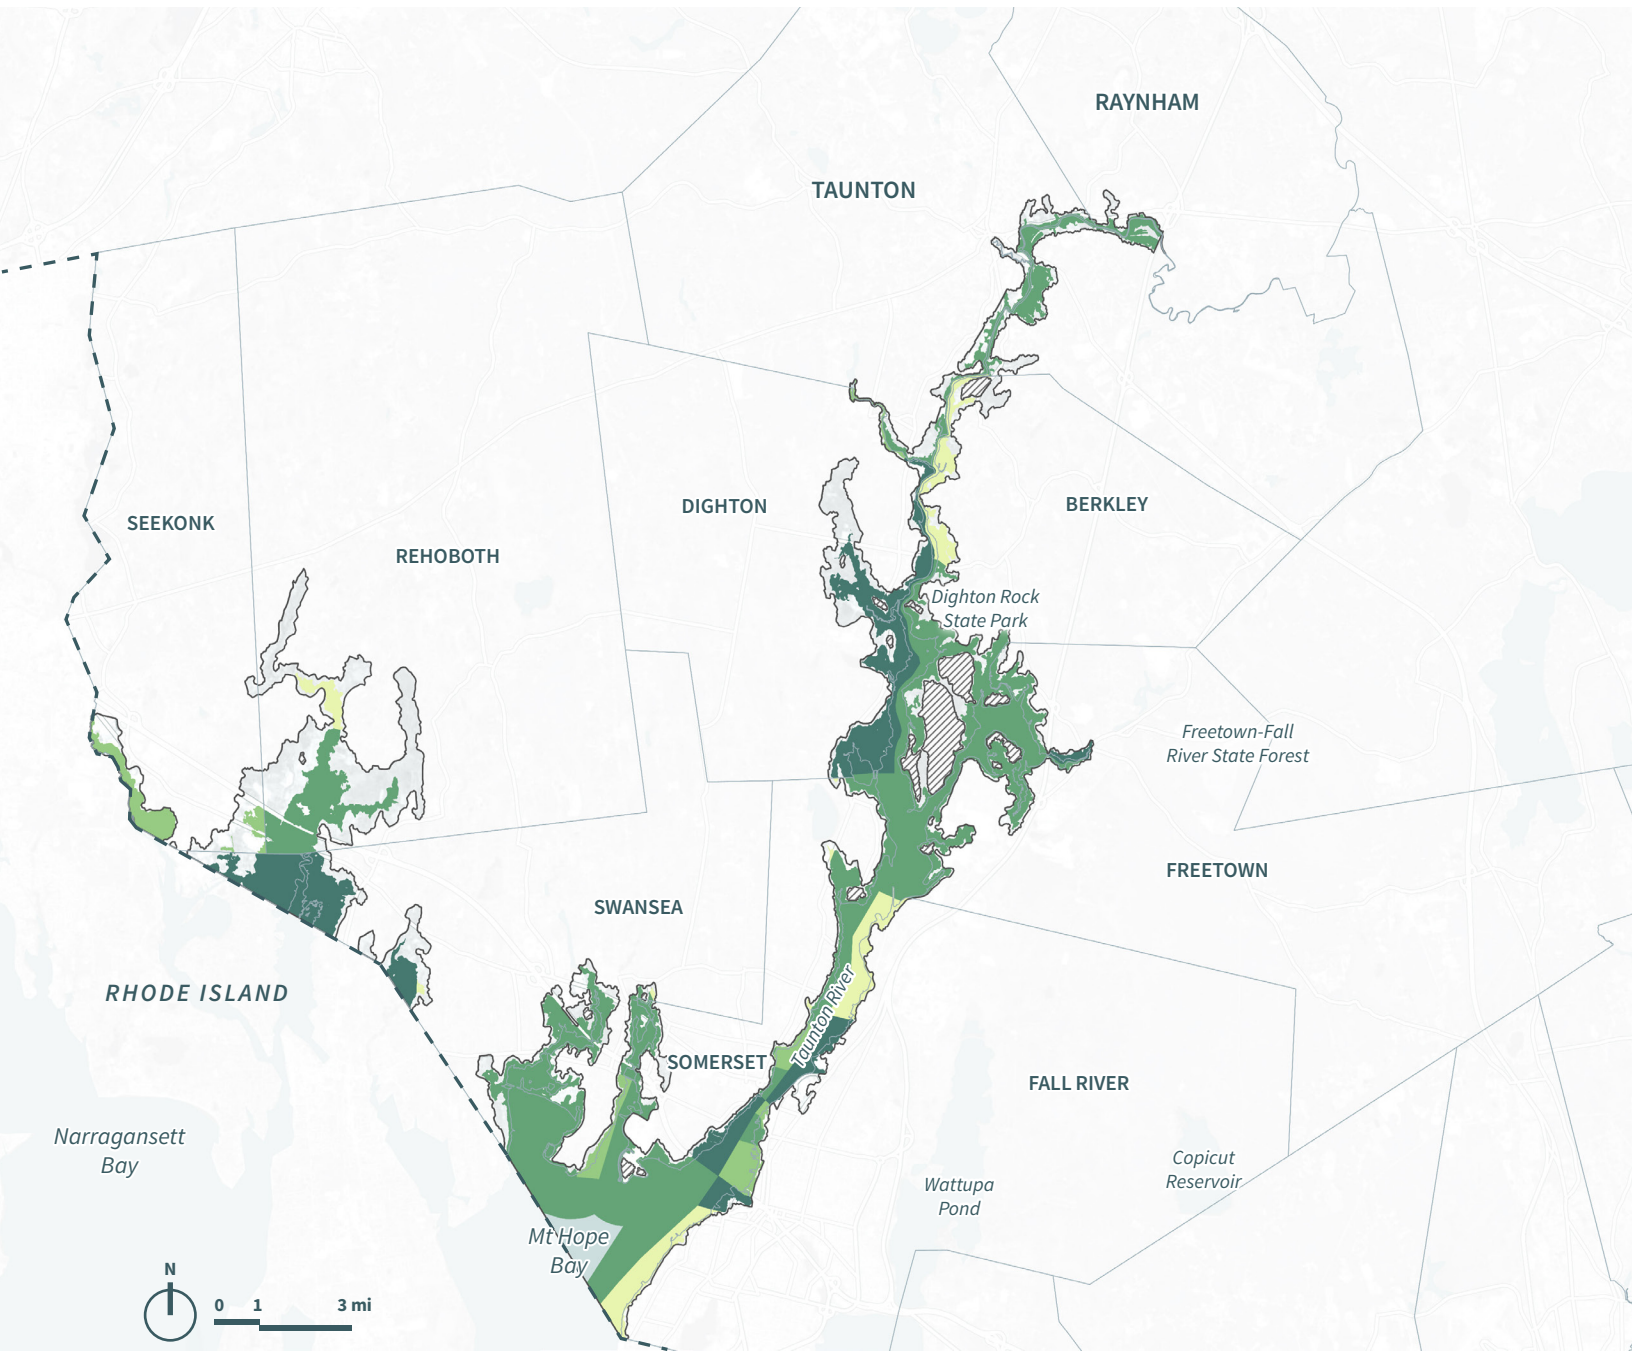 RAYNHAM
TAUNTON
DIGHTON
BERKLEY
SEEKONK
REHOBOTH
Dighton Rock
State Park
Freetown-Fall
River State Forest
FREETOWN
SWANSEA
RHODE ISLAND
Taunton River
SOMERSET
FALL RIVER
Narragansett
Bay
Copicut
Reservoir
Wattupa
Pond
Mt Hope
Bay
N
0 1 3 mi